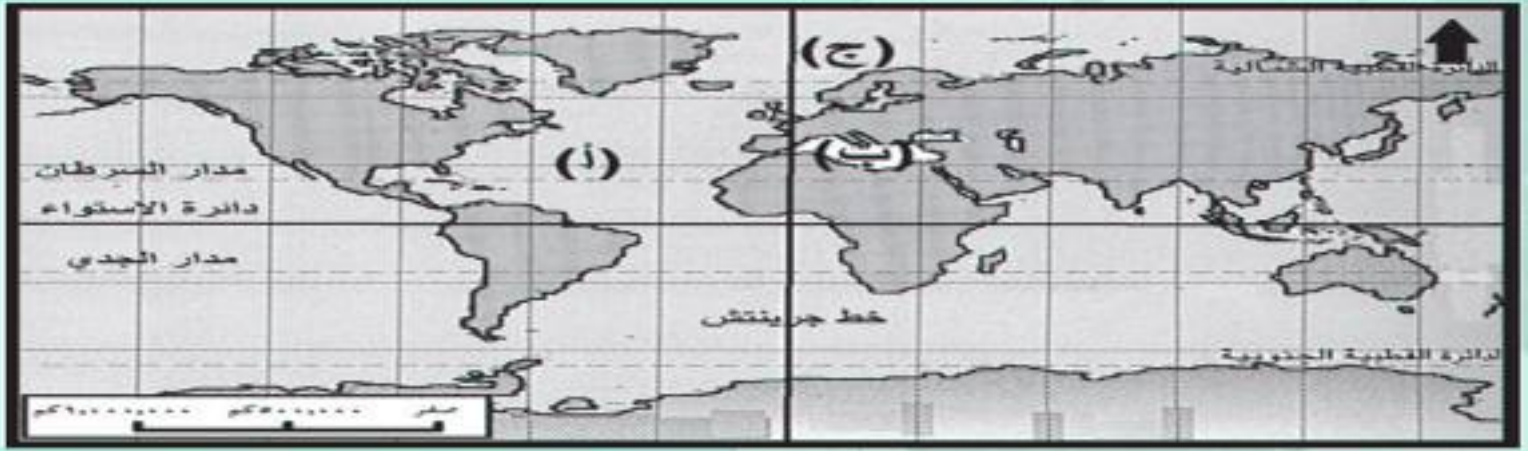 (ج)
الدائرة القطبية الشمالية
(أ)
(ب)
مدار السرطان
دائرة الاستواء
مدار الجدي
خط جرينتش
الدائرة القطبية الجنوبية
صفر